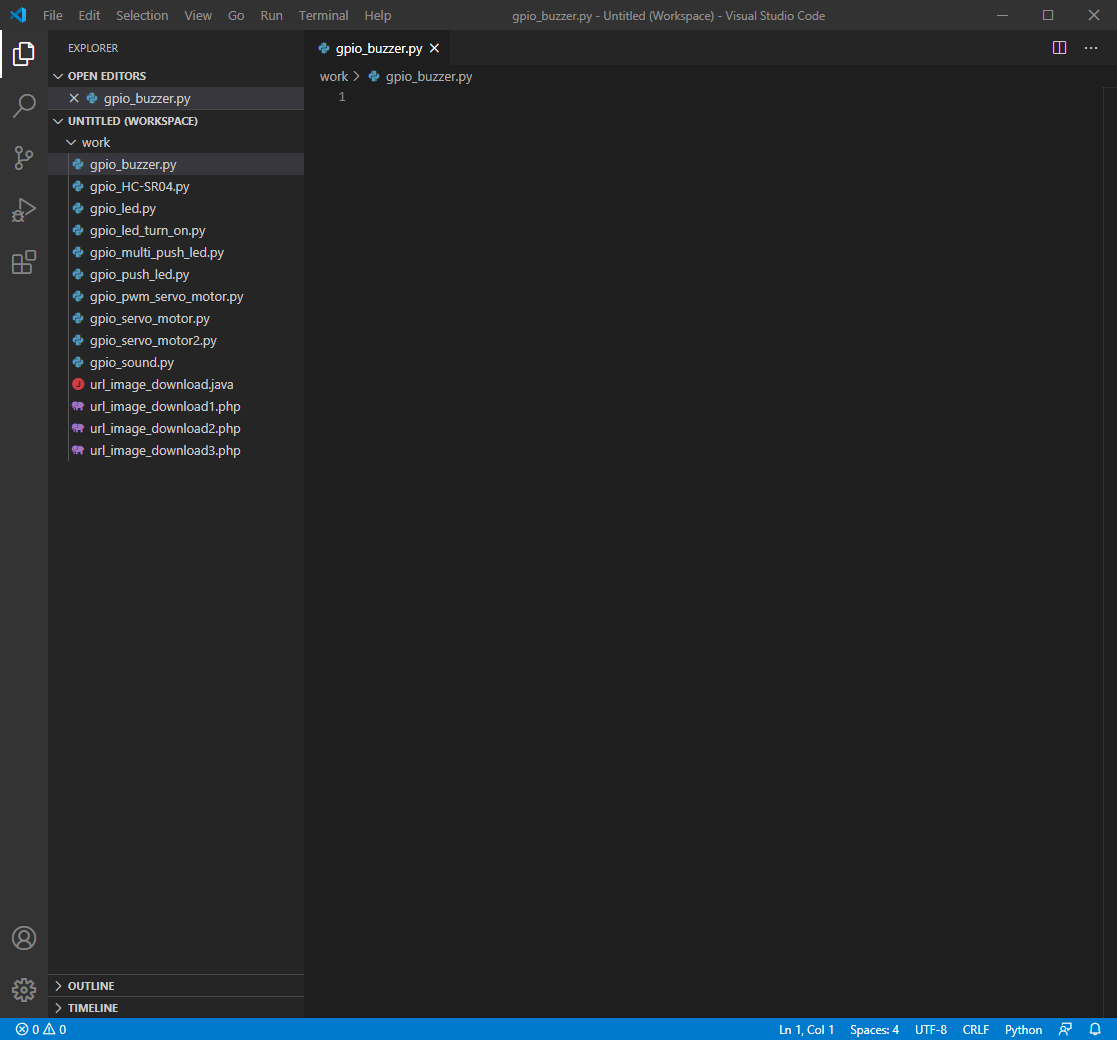 File Edit Selection View Go Run Terminal Help gpio_buzzer.py - Untitled (Workspace) - Visual Studio Code
EXPLORER
OPEN EDITORS
gpio_buzzer.py
UNTITLED (WORKSPACE)
work
gpio_buzzer.py
gpio_HC-SR04.py
gpio_led.py
gpio_led_turn_on.py
gpio_multi_push_led.py
gpio_push_led.py
gpio_pwm_servo_motor.py
gpio_servo_motor.py
gpio_servo_motor2.py
gpio_sound.py
url_image_download.java
url_image_download1.php
url_image_download2.php
url_image_download3.php
OUTLINE
TIMELINE
gpio_buzzer.py
work > gpio_buzzer.py
1
0 0 Ln 1, Col 1 Spaces: 4 UTF-8 CRLF Python